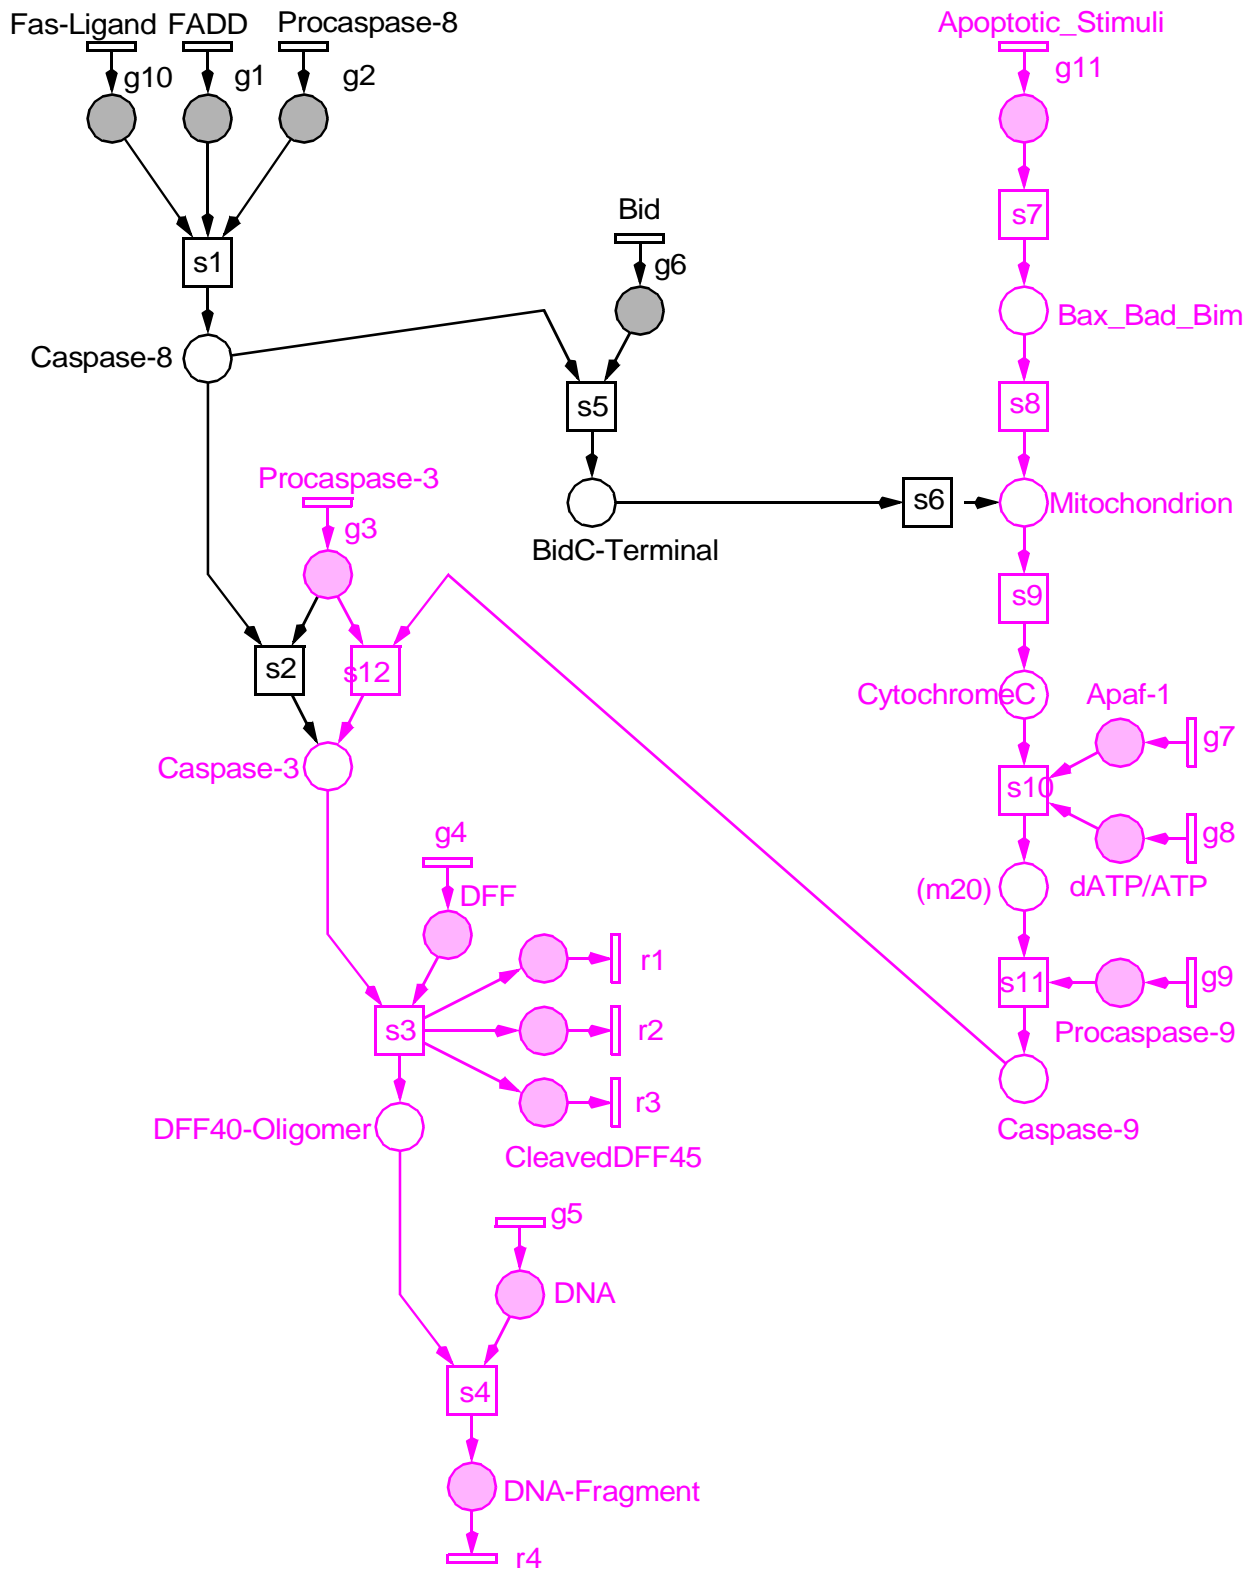 Fas-Ligand FADD Procaspase-8
Apoptotic_Stimuli
g10
g1
g2
g11
s7
Bid
s1
g6
Bax_Bad_Bim
Caspase-8
s5
s8
Procaspase-3
s6
Mitochondrion
g3
BidC-Terminal
s9
s2
s12
CytochromeC
Apaf-1
g7
Caspase-3
s10
g4
g8
DFF
(m20)
dATP/ATP
r1
s11
g9
s3
r2
Procaspase-9
r3
DFF40-Oligomer
Caspase-9
CleavedDFF45
g5
DNA
s4
DNA-Fragment
r4